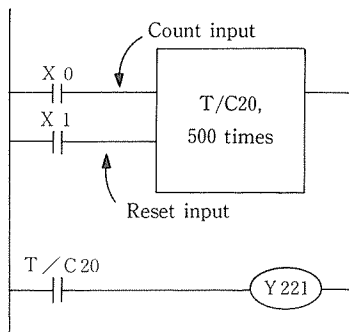 Count input
X 0
T/C20,
500 times
X 1
Reset input
T／C 20
Y 221